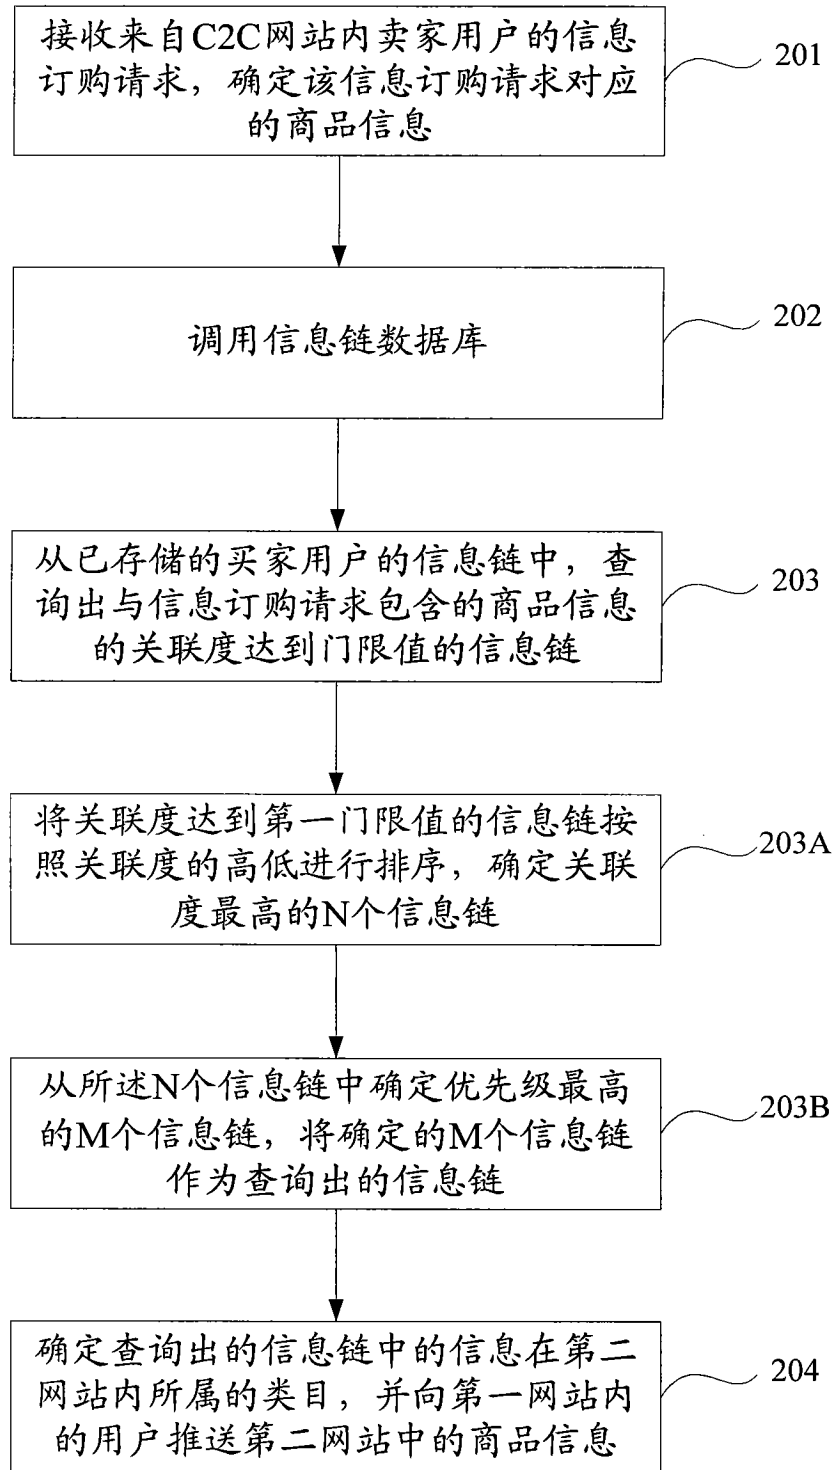 接收来自C2C网站内卖家用户的信息
订购请求，确定该信息订购请求对应
的商品信息
201
调用信息链数据库
202
从已存储的买家用户的信息链中，查
询出与信息订购请求包含的商品信息
的关联度达到门限值的信息链
203
将关联度达到第一门限值的信息链按
照关联度的高低进行排序，确定关联
度最高的N个信息链
203A
从所述N个信息链中确定优先级最高
的M个信息链，将确定的M个信息链
作为查询出的信息链
203B
确定查询出的信息链中的信息在第二
网站内所属的类目，并向第一网站内
的用户推送第二网站中的商品信息
204